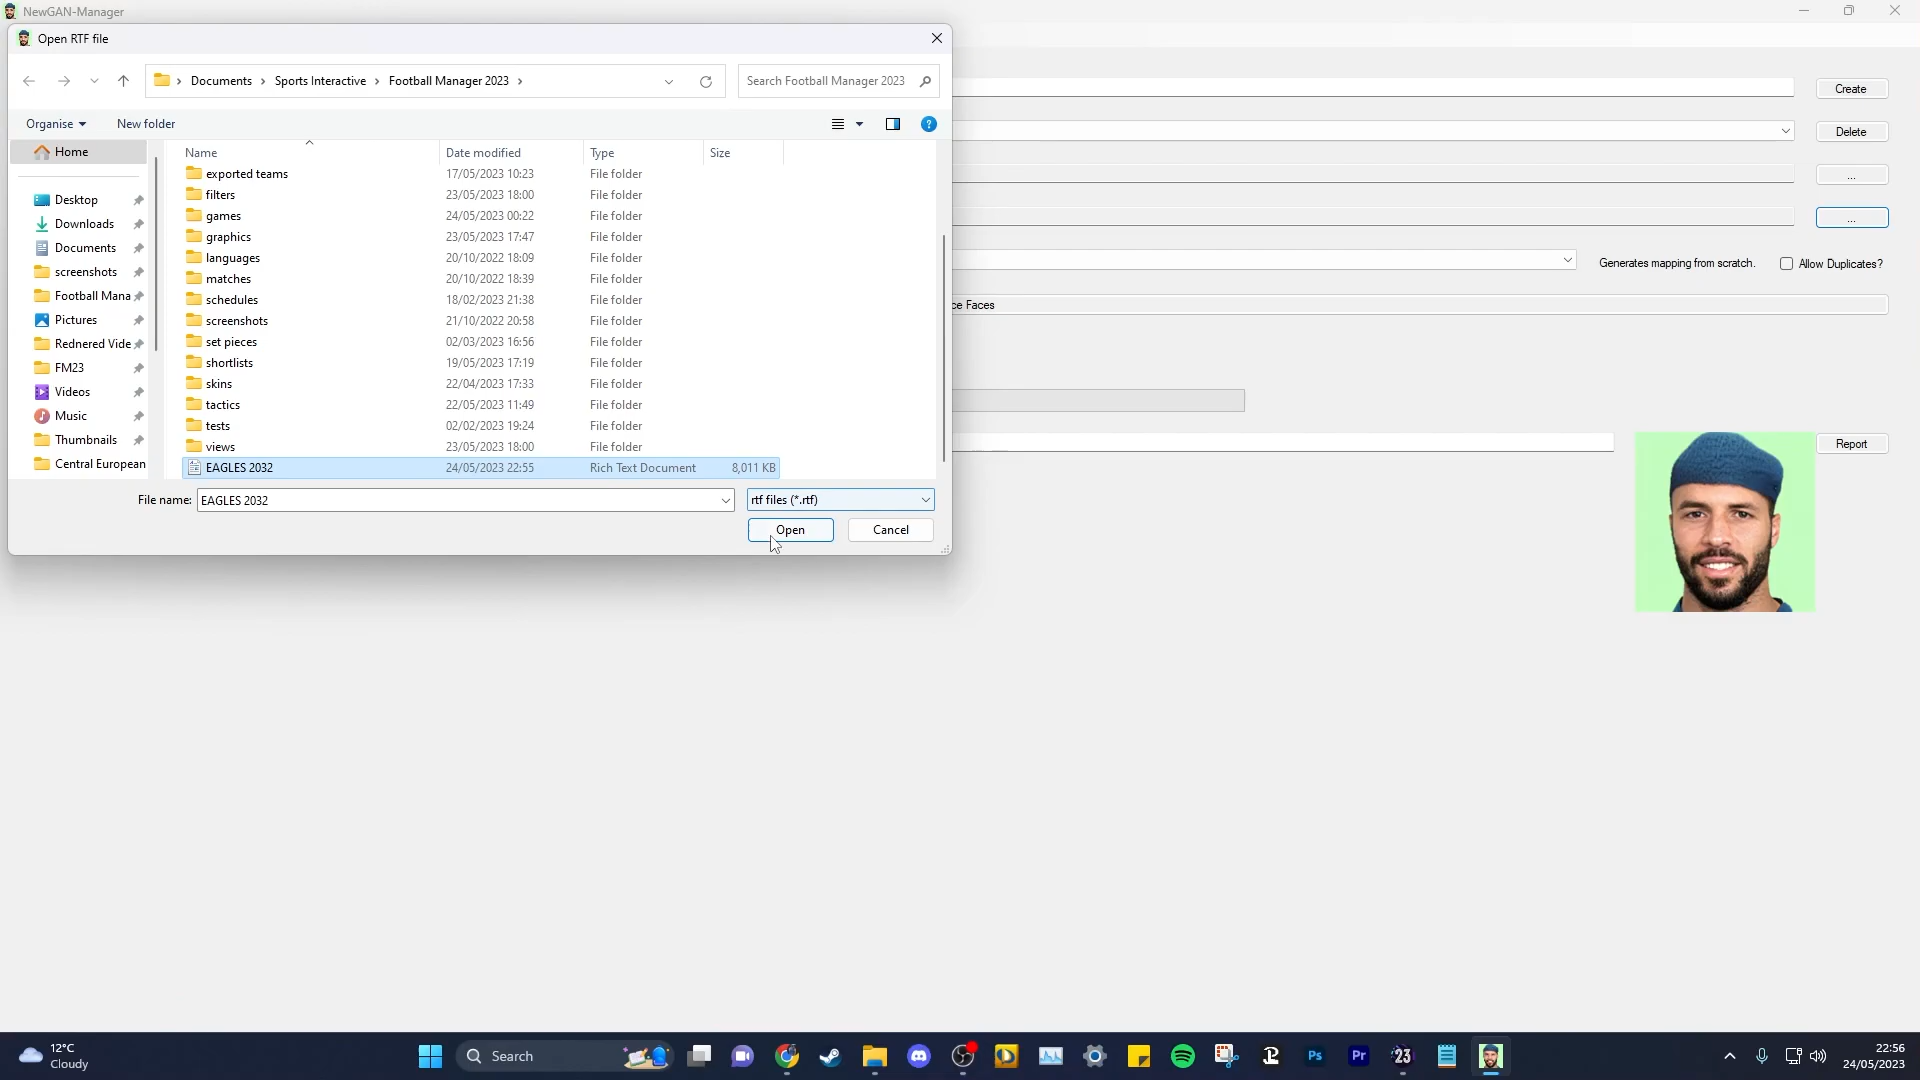 NewGAN-Manager
Open RTF file
Documents > Sports Interactive > Football Manager 2023 >
Search Football Manager 2023
Create
Organise
New folder
Delete
Home
Name
Date modified
Type
Size
exported teams 17/05/2023 10:23 File folder
...
filters 23/05/2023 18:00 File folder
Desktop
games 24/05/2023 00:22 File folder
...
Downloads
graphics 23/05/2023 17:47 File folder
Documents
languages 20/10/2022 18:09 File folder
Generates mapping from scratch.
Allow Duplicates?
screenshots
matches 20/10/2022 18:39 File folder
Football Mana
schedules 18/02/2023 21:38 File folder
ce Faces
Pictures
screenshots 21/10/2022 20:58 File folder
Rednered Vide
set pieces 02/03/2023 16:56 File folder
FM23
shortlists 19/05/2023 17:19 File folder
Videos
skins 22/04/2023 17:33 File folder
Music
tactics 22/05/2023 11:49 File folder
Thumbnails
tests 02/02/2023 19:24 File folder
views 23/05/2023 18:00 File folder
Report
Central European
EAGLES 2032 24/05/2023 22:55 Rich Text Document 8,011 KB
File name: EAGLES 2032
rtf files (*.rtf)
Open
Cancel
12°C
Cloudy
Search
Ps
Pr
23
22:56
24/05/2023